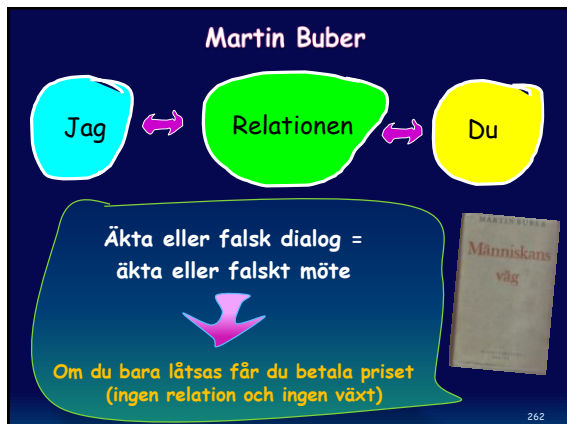 Martin Buber
Jag
Relationen
Du
Äkta eller falsk dialog =
äkta eller falskt möte
MARTIN BUBER
Människans
väg
Om du bara låtsas får du betala priset
(ingen relation och ingen växt)
262